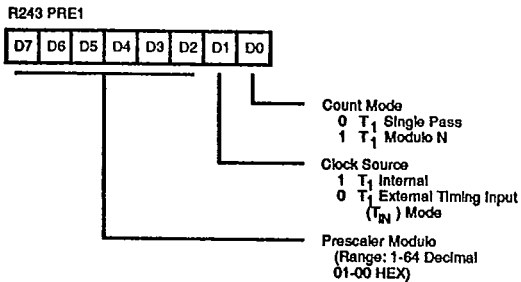 R243 PRE1
D7 D6 D5 D4 D3 D2 D1 D0
Count Mode
0 T1 Single Pass
1 T1 Modulo N
Clock Source
1 T1 Internal
0 T1 External Timing Input
(TIN) Mode
Prescaler Modulo
(Range: 1-64 Decimal
01-00 HEX)